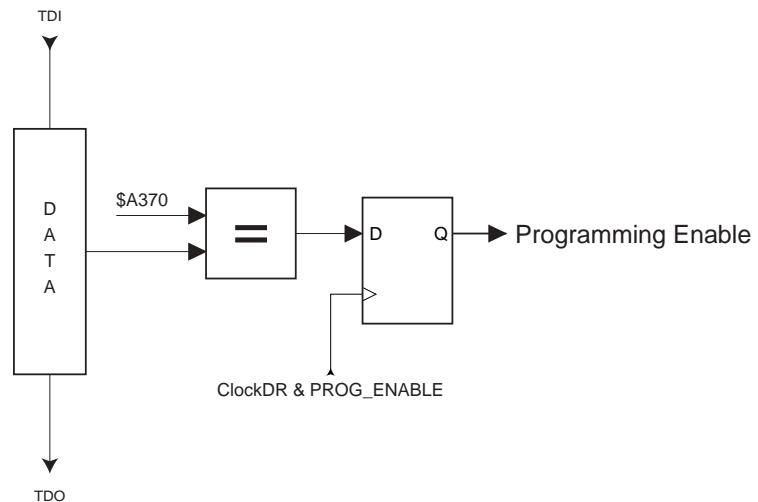 TDI
D
A
T
A
$A370
=
D
Q
Programming Enable
ClockDR & PROG_ENABLE
TDO